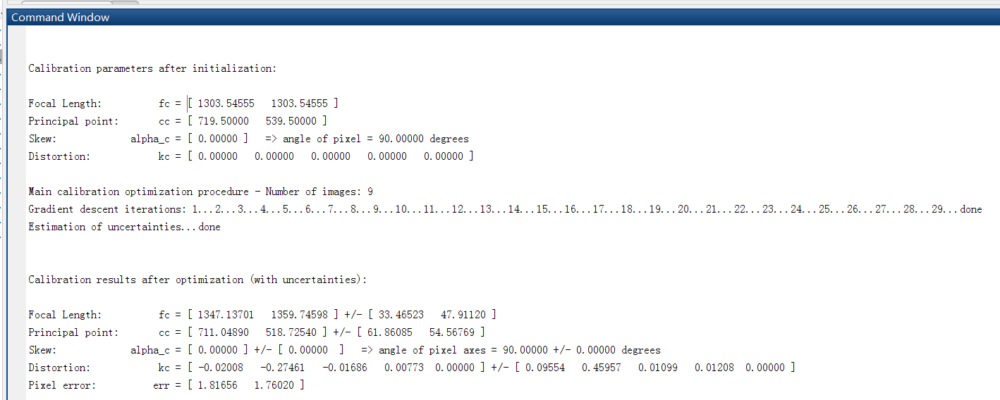 Command Window
Calibration parameters after initialization:
Focal Length:          fc = [ 1303.54555   1303.54555 ]
Principal point:       cc = [ 719.50000   539.50000 ]
Skew:             alpha_c = [ 0.00000 ]   => angle of pixel = 90.00000 degrees
Distortion:            kc = [ 0.00000   0.00000   0.00000   0.00000   0.00000 ]
Main calibration optimization procedure - Number of images: 9
Gradient descent iterations: 1...2...3...4...5...6...7...8...9...10...11...12...13...14...15...16...17...18...19...20...21...22...23...24...25...26...27...28...29...done
Estimation of uncertainties...done
Calibration results after optimization (with uncertainties):
Focal Length:          fc = [ 1347.13701   1359.74598 ] +/- [ 33.46523   47.91120 ]
Principal point:       cc = [ 711.04890   518.72540 ] +/- [ 61.86085   54.56769 ]
Skew:             alpha_c = [ 0.00000 ] +/- [ 0.00000  ]   => angle of pixel axes = 90.00000 +/- 0.00000 degrees
Distortion:            kc = [ -0.02008   -0.27461   -0.01686   0.00773  0.00000 ] +/- [ 0.09554   0.45957   0.01099   0.01208  0.00000 ]
Pixel error:          err = [ 1.81656   1.76020 ]